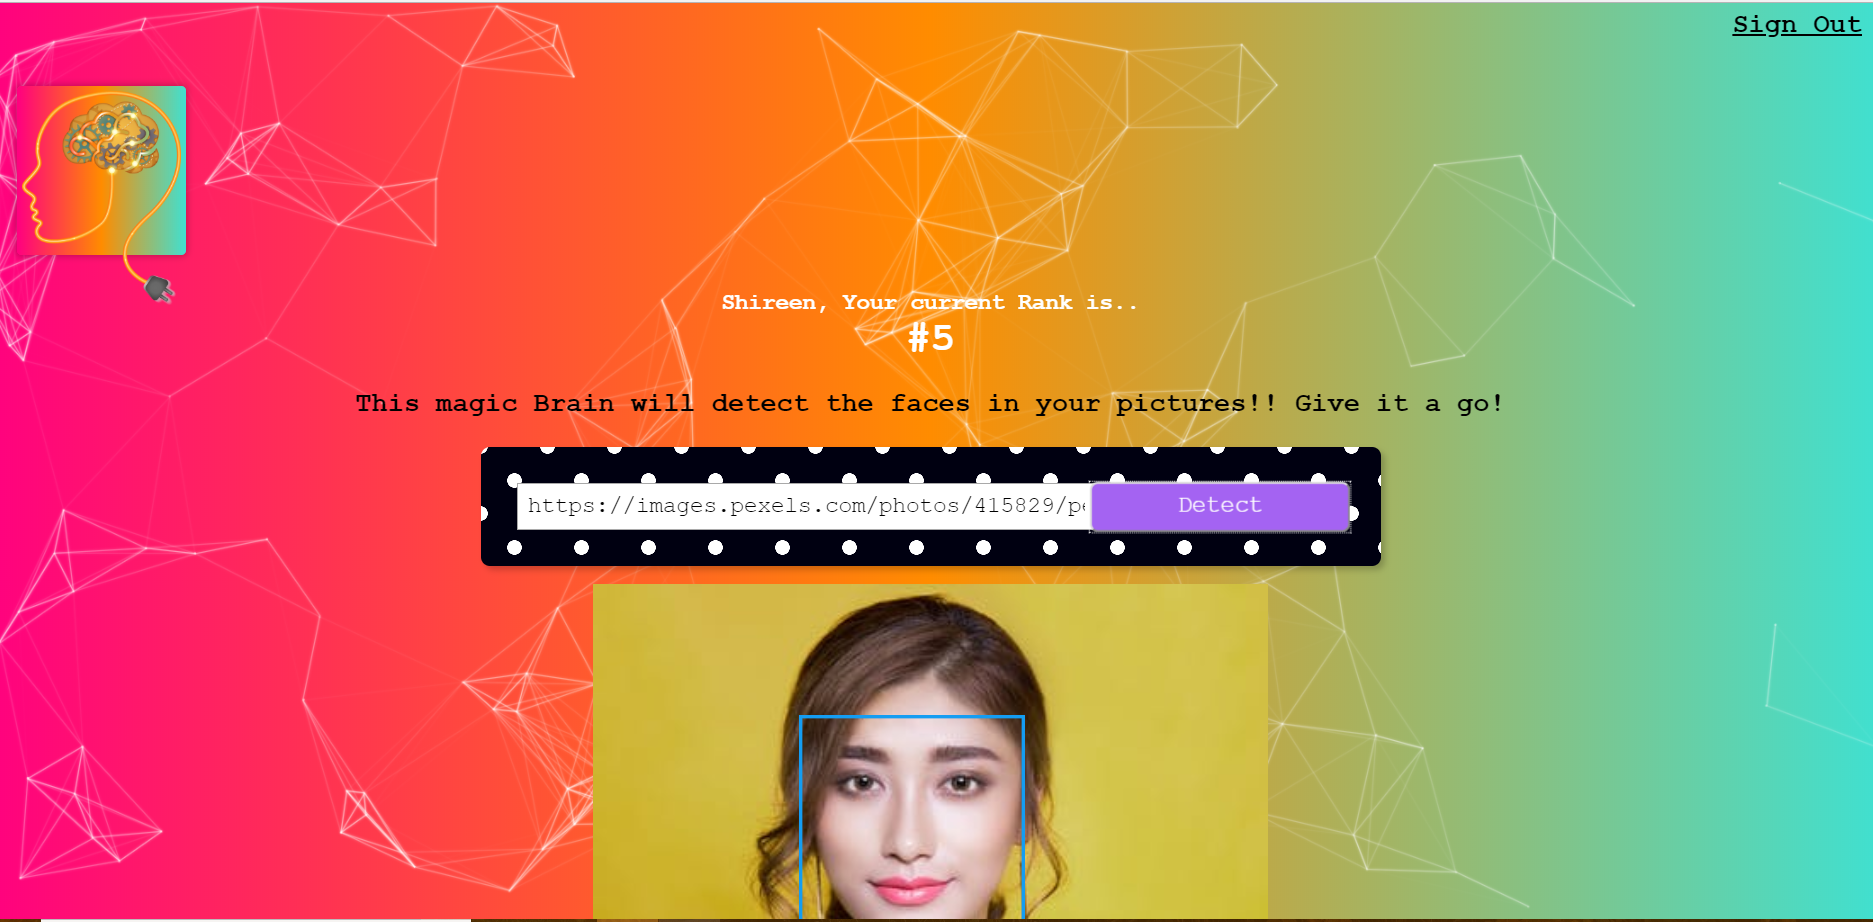 Sign Out
Shireen, Your current Rank is..
#5
This magic Brain will detect the faces in your pictures!! Give it a go!
https://images.pexels.com/photos/415829/pe
Detect